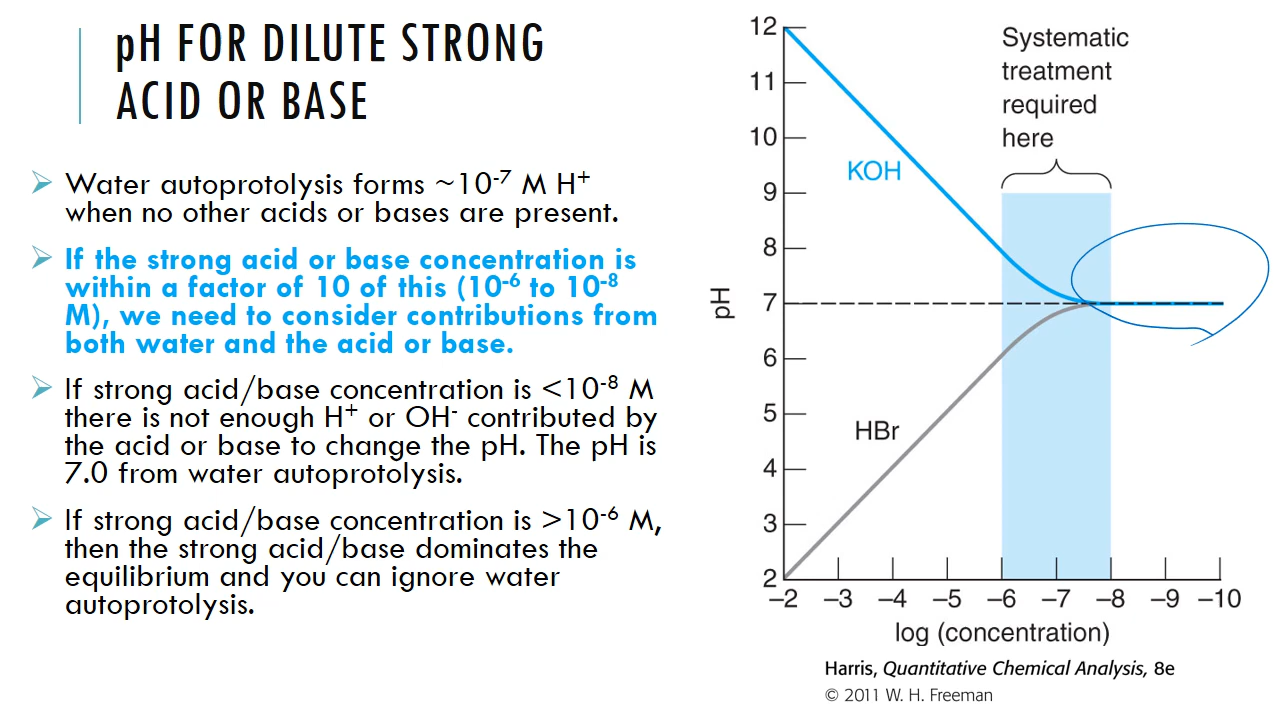 pH FOR DILUTE STRONG
ACID OR BASE
Water autoprotolysis forms ~10⁻⁷ M H⁺
when no other acids or bases are present.
If the strong acid or base concentration is
within a factor of 10 of this (10⁻⁶ to 10⁻⁸
M), we need to consider contributions from
both water and the acid or base.
If strong acid/base concentration is <10⁻⁸ M
there is not enough H⁺ or OH⁻ contributed by
the acid or base to change the pH. The pH is
7.0 from water autoprotolysis.
If strong acid/base concentration is >10⁻⁶ M,
then the strong acid/base dominates the
equilibrium and you can ignore water
autoprotolysis.
Systematic
treatment
required
here
12
11
10
9
8
7
6
5
4
3
2
pH
KOH
HBr
–2 –3 –4 –5 –6 –7 –8 –9 –10
log (concentration)
Harris, Quantitative Chemical Analysis, 8e
© 2011 W. H. Freeman